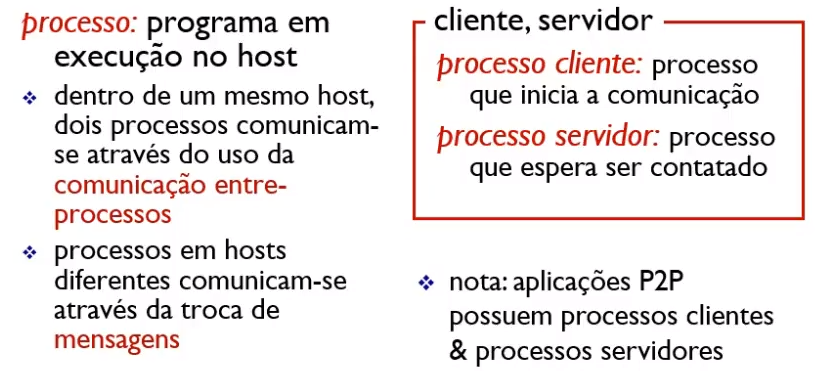 processo: programa em
execução no host
dentro de um mesmo host,
dois processos comunicam-
se através do uso da
comunicação entre-
processos
processos em hosts
diferentes comunicam-se
através da troca de
mensagens
cliente, servidor
processo cliente: processo
que inicia a comunicação
processo servidor: processo
que espera ser contatado
nota: aplicações P2P
possuem processos clientes
& processos servidores